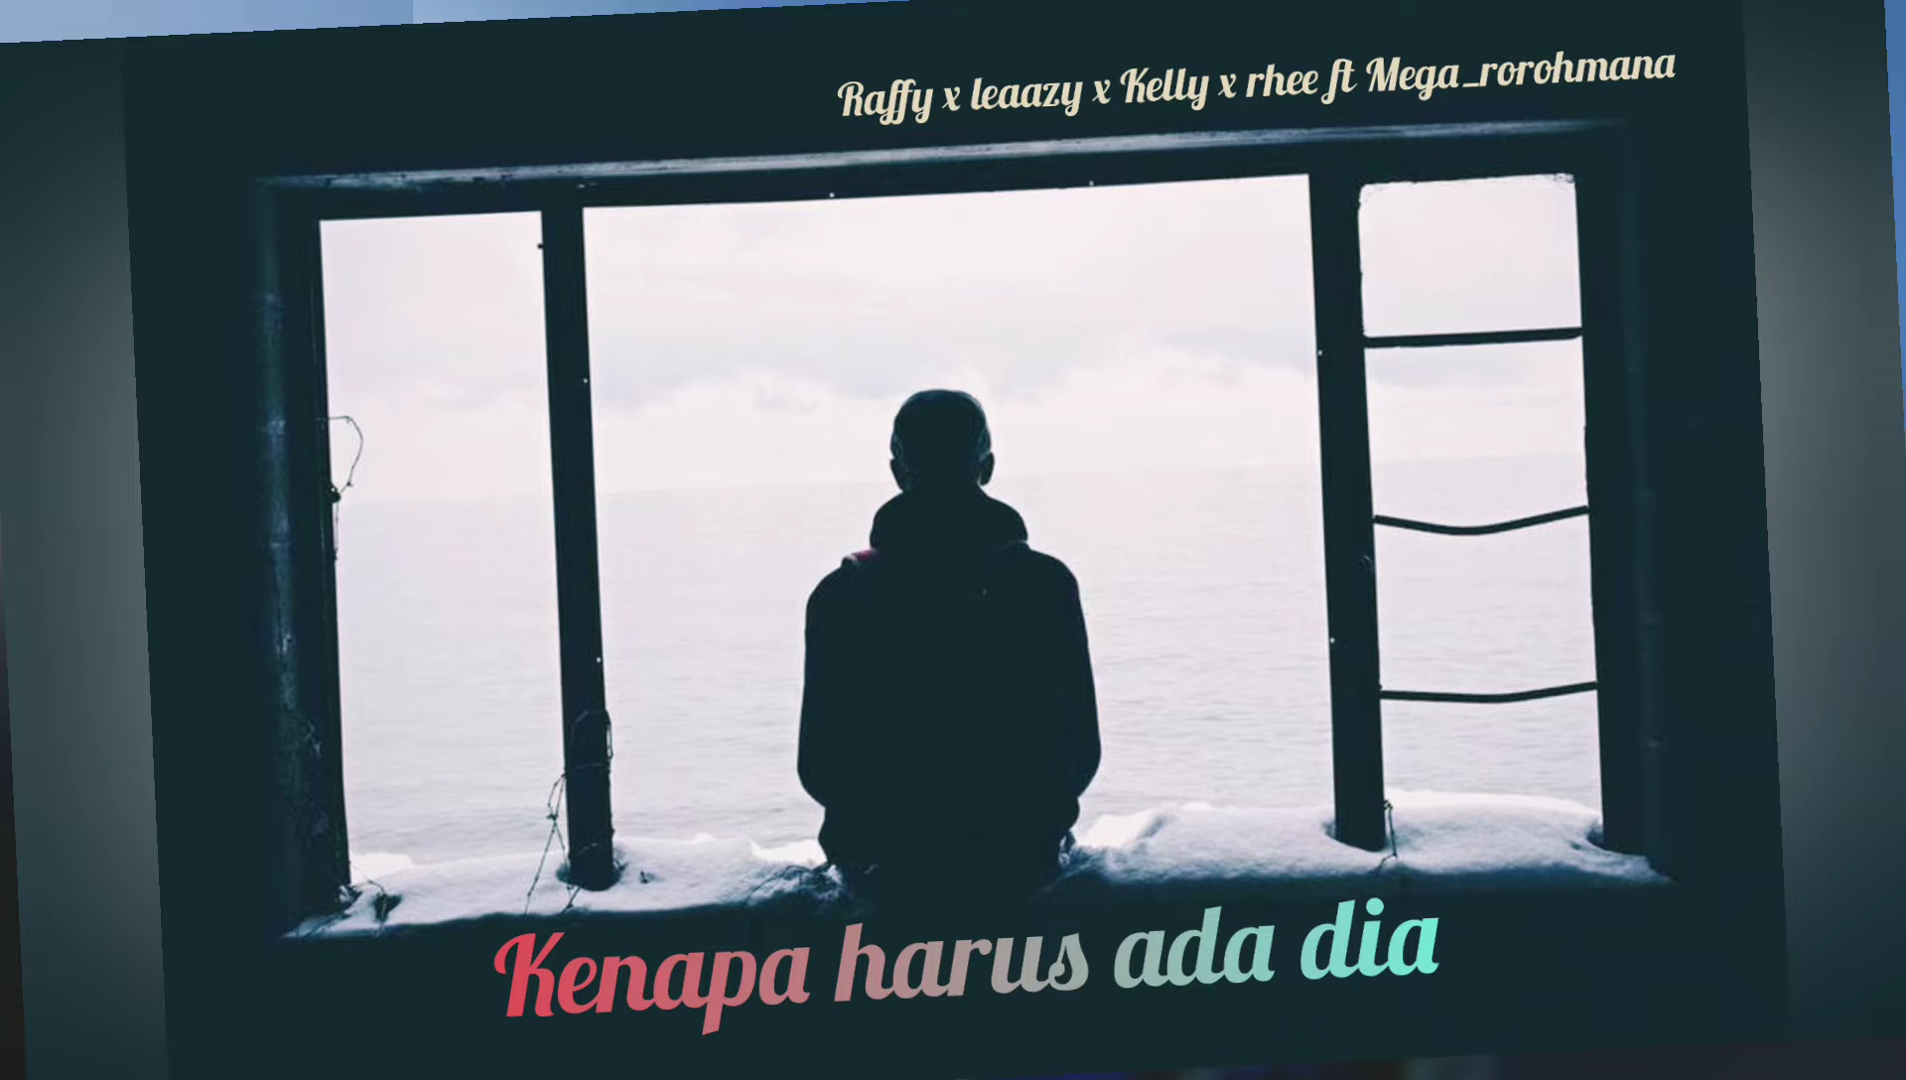 Raffy x leaazy x Kelly x rhee ft Mega_rorohmana
Kenapa harus ada dia